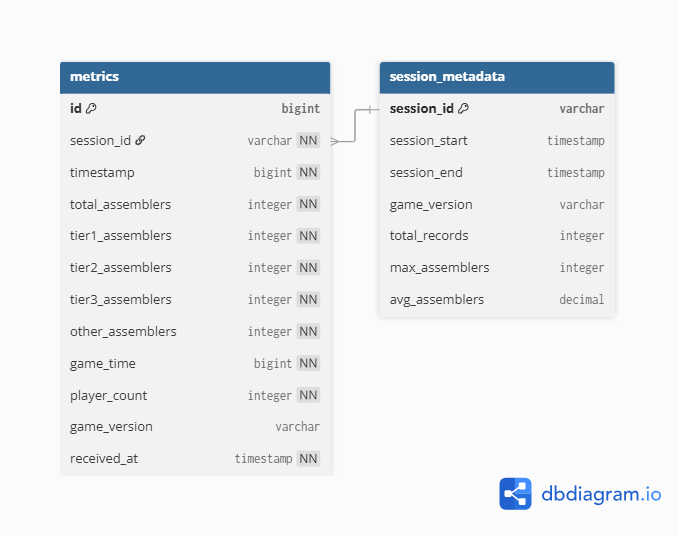 metrics
id bigint
session_id varchar NN
timestamp bigint NN
total_assemblers integer NN
tier1_assemblers integer NN
tier2_assemblers integer NN
tier3_assemblers integer NN
other_assemblers integer NN
game_time bigint NN
player_count integer NN
game_version varchar
received_at timestamp NN
session_metadata
session_id varchar
session_start timestamp
session_end timestamp
game_version varchar
total_records integer
max_assemblers integer
avg_assemblers decimal
dbdiagram.io